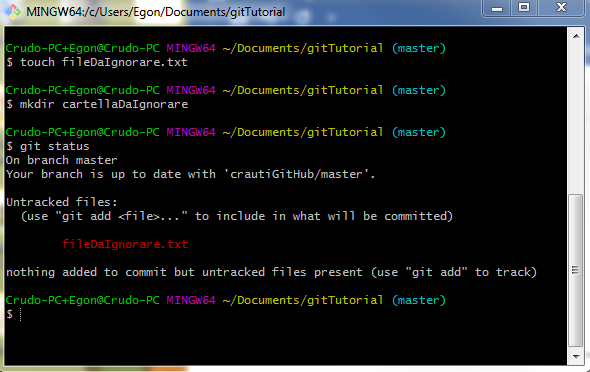 MINGW64:/c/Users/Egon/Documents/gitTutorial
Crudo-PC+Egon@Crudo-PC MINGW64 ~/Documents/gitTutorial (master)
$ touch fileDaIgnorare.txt
Crudo-PC+Egon@Crudo-PC MINGW64 ~/Documents/gitTutorial (master)
$ mkdir cartellaDaIgnorare
Crudo-PC+Egon@Crudo-PC MINGW64 ~/Documents/gitTutorial (master)
$ git status
On branch master
Your branch is up to date with 'crautiGitHub/master'.
Untracked files:
(use "git add <file>..." to include in what will be committed)
fileDaIgnorare.txt
nothing added to commit but untracked files present (use "git add" to track)
Crudo-PC+Egon@Crudo-PC MINGW64 ~/Documents/gitTutorial (master)
$